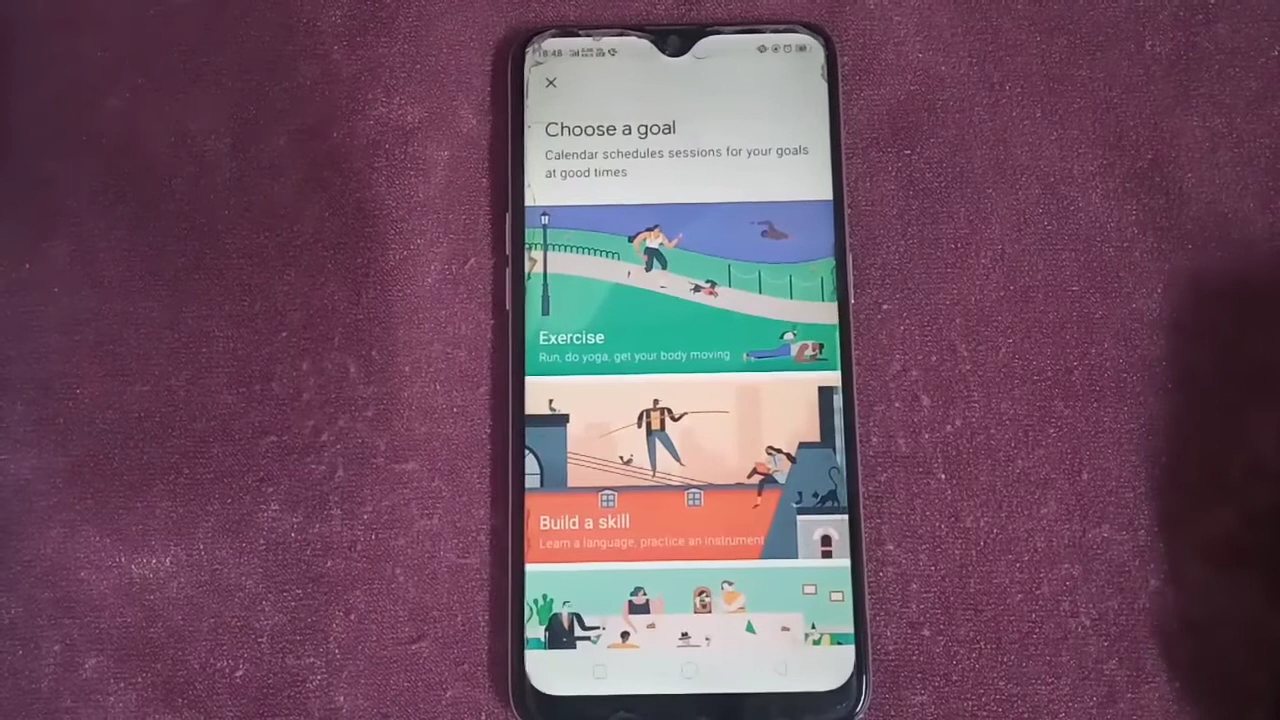 Choose a goal
Calendar schedules sessions for your goals
at good times
Exercise
Run, do yoga, get your body moving
Build a skill
Learn a language, practice an instrument